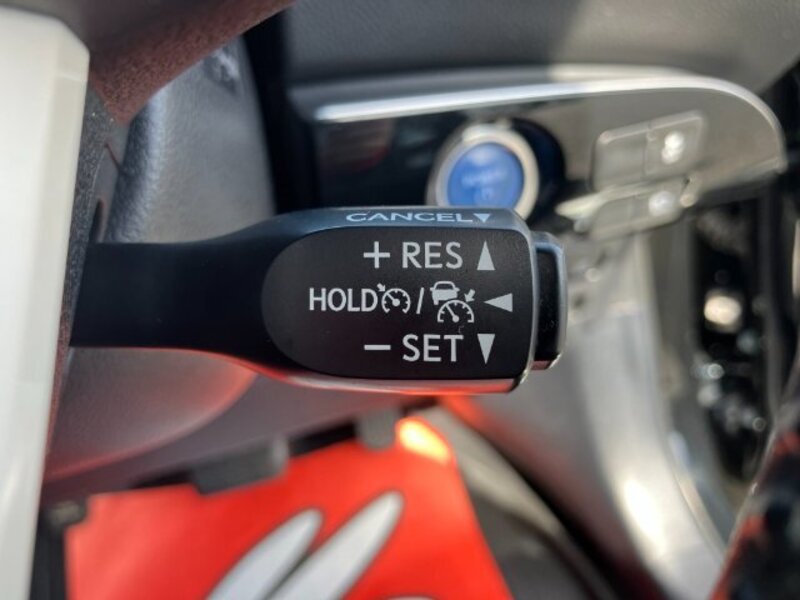 CANCEL▼
+ RES ▲
HOLD / ◀
− SET ▼